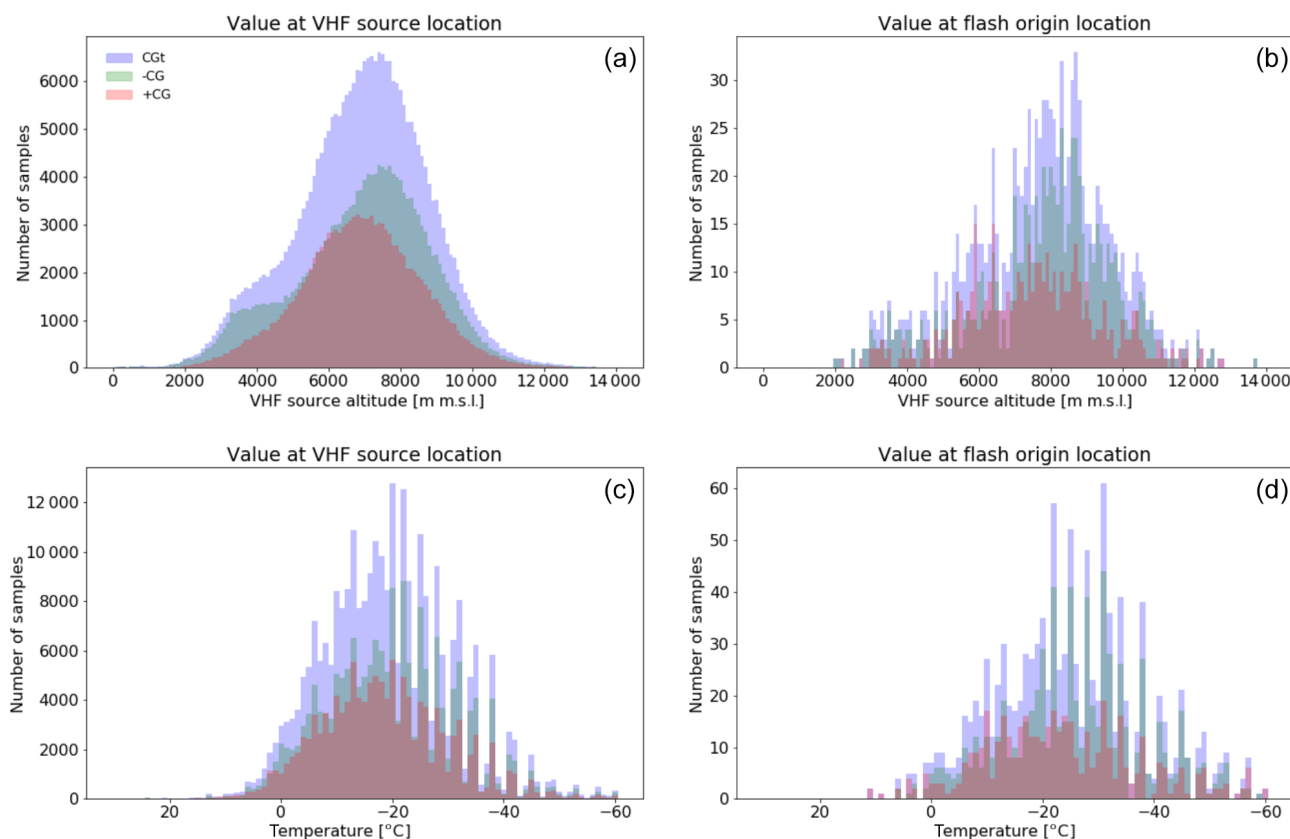 Value at VHF source location
(a)
CGt
-CG
+CG
Number of samples
6000
5000
4000
3000
2000
1000
0
0 2000 4000 6000 8000 10 000 12 000 14 000
VHF source altitude [m m.s.l.]
Value at flash origin location
(b)
Number of samples
30
25
20
15
10
5
0
0 2000 4000 6000 8000 10 000 12 000 14 000
VHF source altitude [m m.s.l.]
Value at VHF source location
(c)
Number of samples
12 000
10 000
8000
6000
4000
2000
0
20 0 −20 −40 −60
Temperature [°C]
Value at flash origin location
(d)
Number of samples
60
50
40
30
20
10
0
20 0 −20 −40 −60
Temperature [°C]